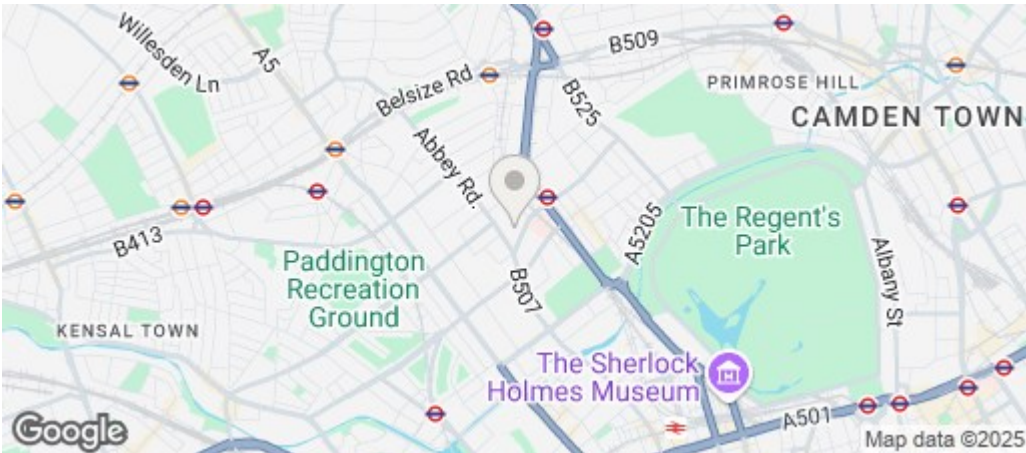 Willesden Ln
A5
B509
Belsize Rd
B525
PRIMROSE HILL
CAMDEN TOWN
Abbey Rd.
A5205
The Regent's
Park
B413
Paddington
Recreation
Ground
B507
Albany St
KENSAL TOWN
The Sherlock
Holmes Museum
A501
Google
Map data ©2025